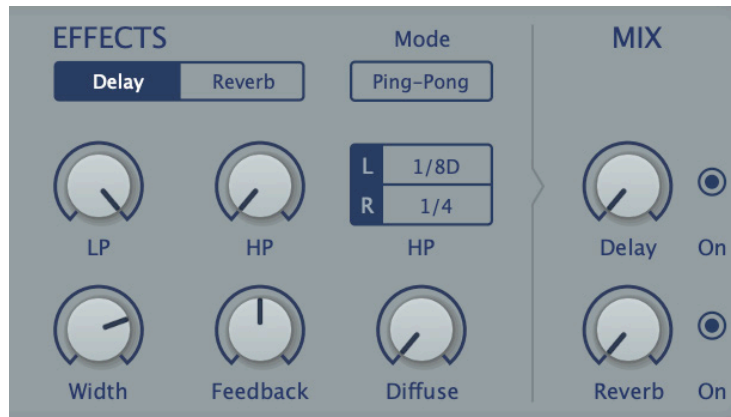 EFFECTS Mode MIX
Delay Reverb Ping-Pong
L 1/8D
R 1/4
LP HP HP Delay On
Width Feedback Diffuse Reverb On